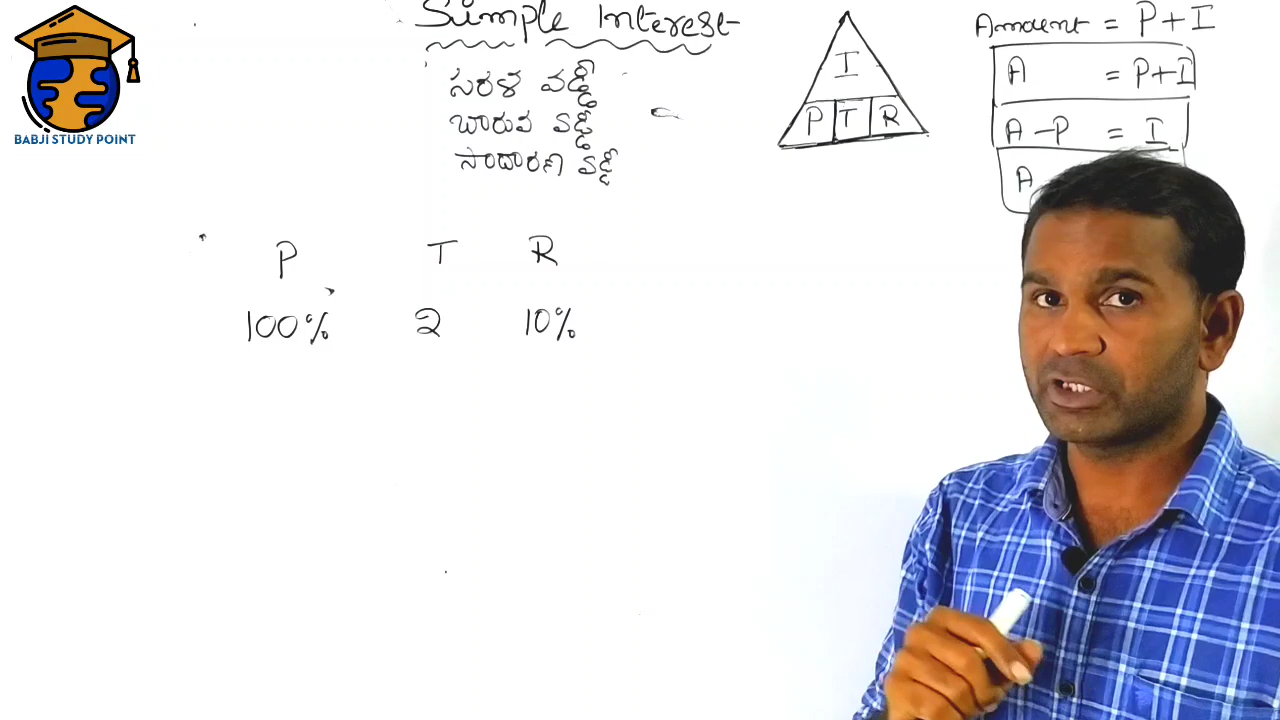 Simple Interest
సరళ వడ్డీ
బారువ వడ్డీ
సాదారణ వడ్డీ
BABJI STUDY POINT
I
P T R
Amount = P+I
A = P+I
A -P = I
A
P T R
100% 2 10%